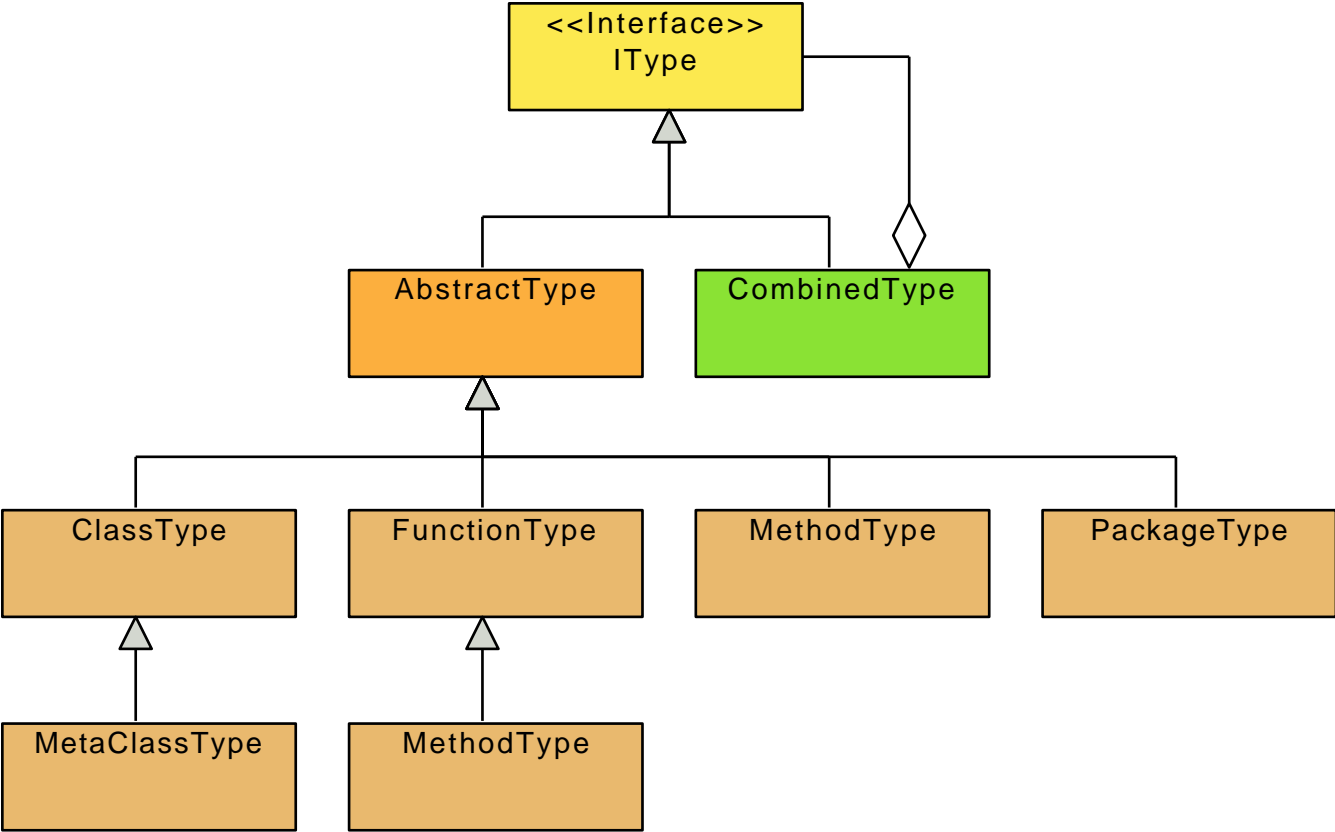 <<Interface>>
IType
AbstractType
CombinedType
ClassType
FunctionType
MethodType
PackageType
MetaClassType
MethodType